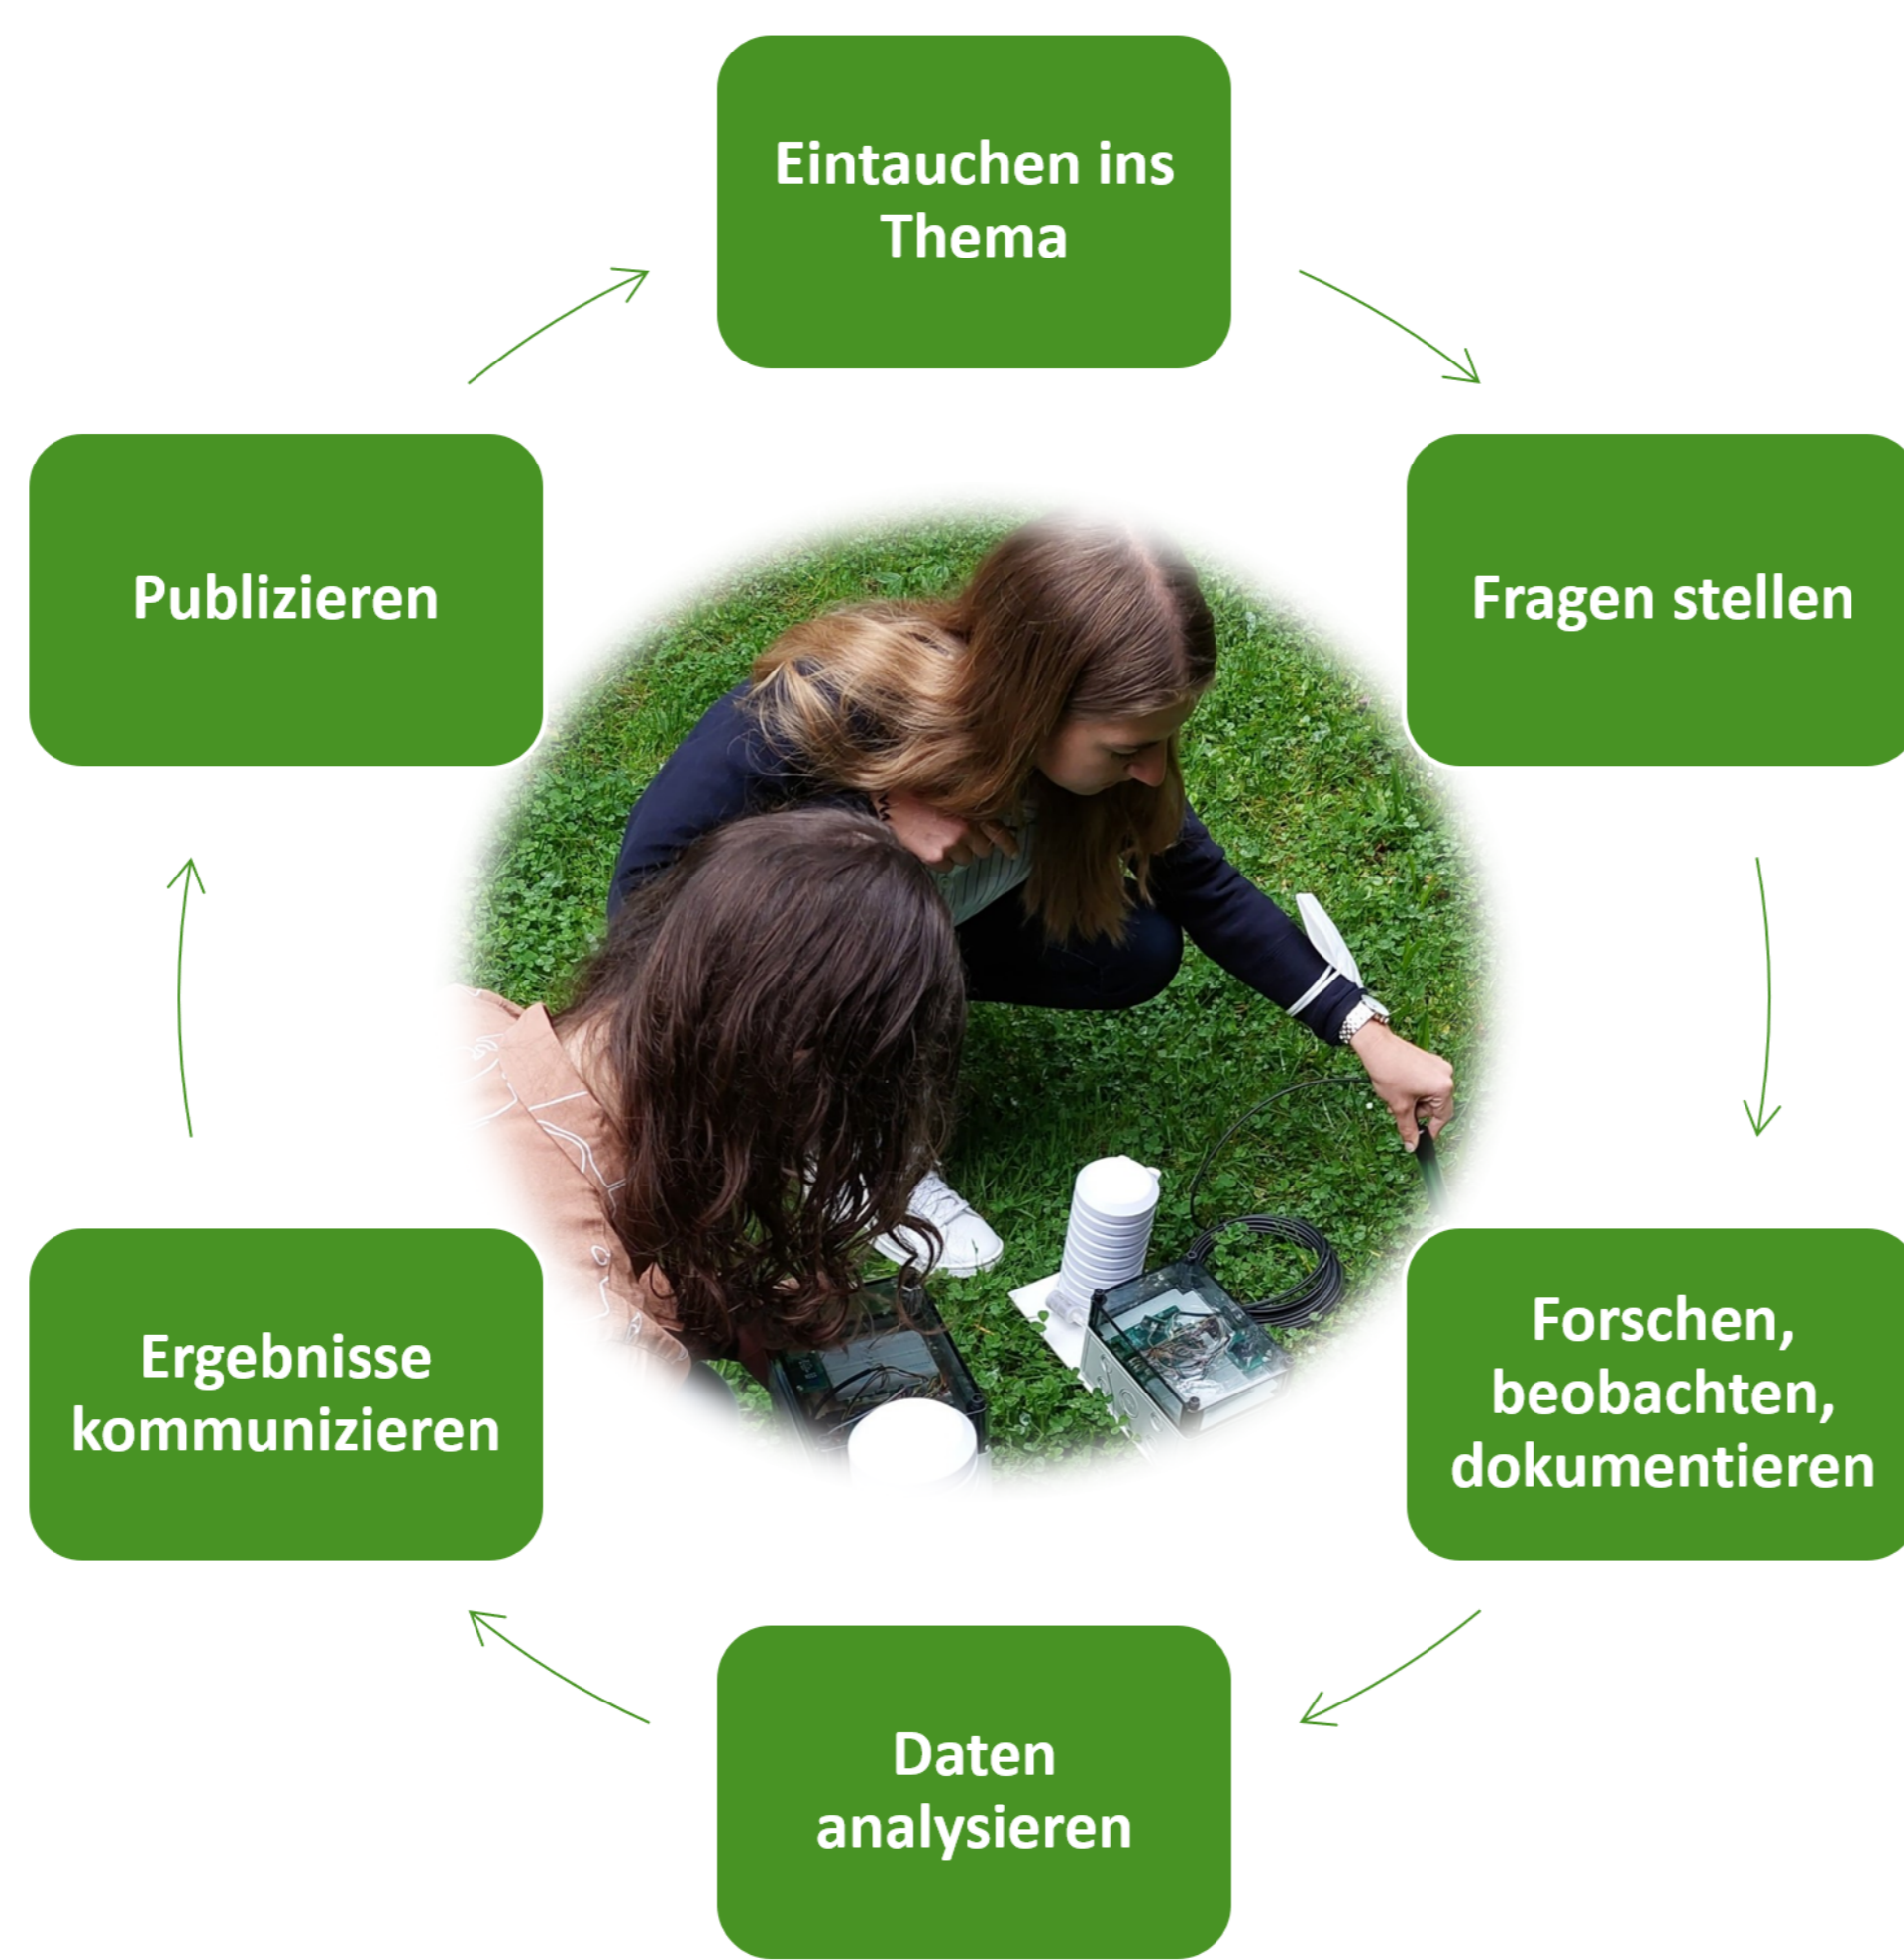 Eintauchen ins
Thema
Fragen stellen
Forschen,
beobachten,
dokumentieren
Daten
analysieren
Ergebnisse
kommunizieren
Publizieren